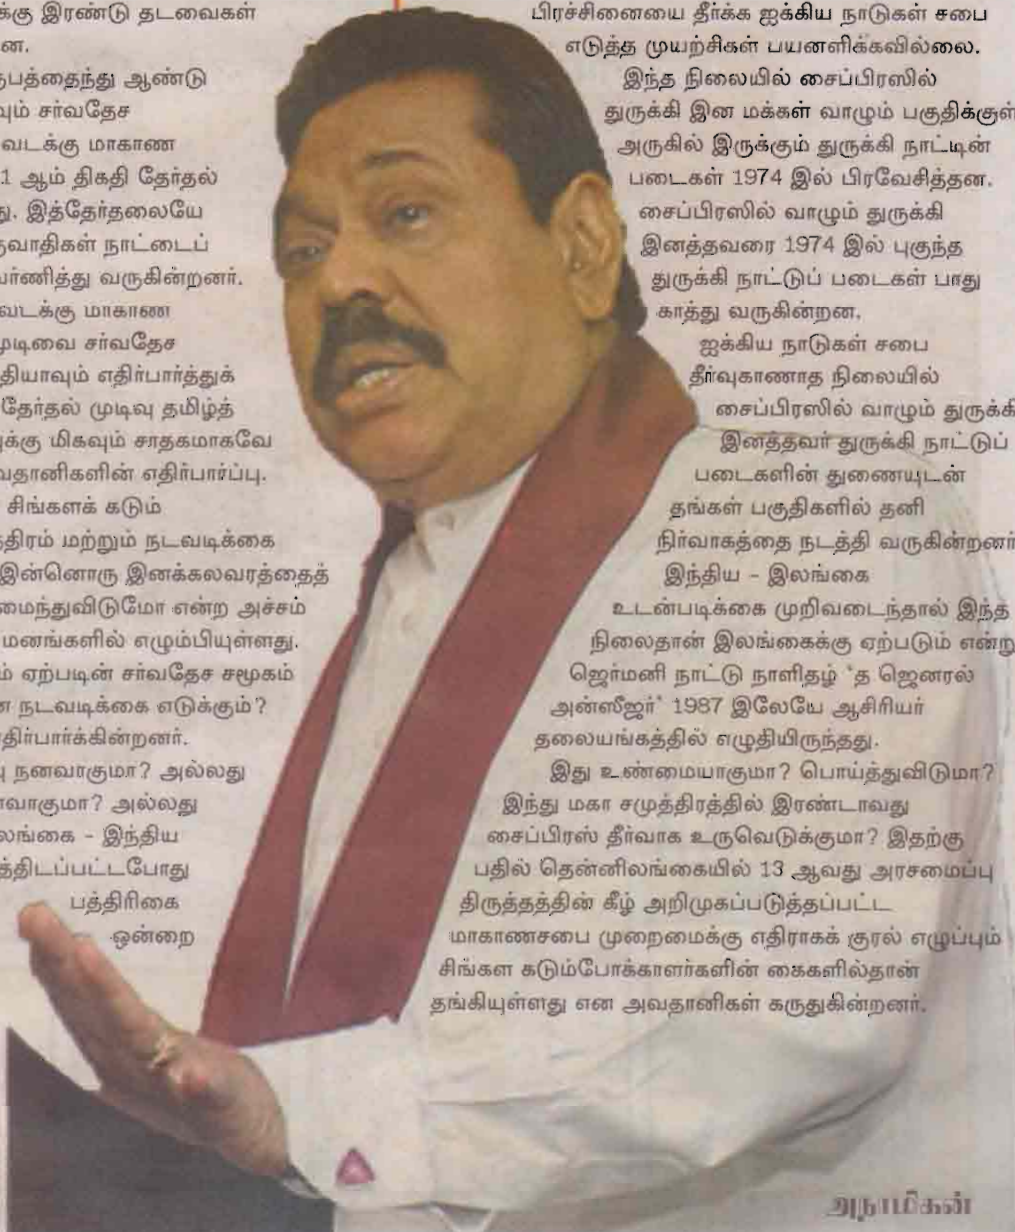 க்கு இரண்டு தடவைகள்
ன.
தபத்தைந்து ஆண்டு
வும் சர்வதேச
வடக்கு மாகாண
1 ஆம் திகதி தேர்தல்
து. இத்தேர்தலையே
தவாதிகள் நாட்டைப்
பர்ணித்து வருகின்றனர்.
வடக்கு மாகாண
முடிவை சர்வதேச
தியாவும் எதிர்பார்த்துக்
தேர்தல் முடிவு தமிழ்த்
க்கு மிகவும் சாதகமாகவே
வதானிகளின் எதிர்பார்ப்பு.
சிங்களக் கடும்
திரம் மற்றும் நடவடிக்கை
இன்னொரு இனக்கலவரத்தைத்
மைந்துவிடுமோ என்ற அச்சம்
மனங்களில் எழும்பியுள்ளது.
ம் ஏற்படின் சர்வதேச சமூகம்
ன நடவடிக்கை எடுக்கும்?
திர்பார்க்கின்றனர்.
பு நனவாகுமா? அல்லது
வாகுமா? அல்லது
லங்கை - இந்திய
த்திடப்பட்டபோது
பத்திரிகை
ஒன்றை
பிரச்சினையை தீர்க்க ஐக்கிய நாடுகள் சபை
எடுத்த முயற்சிகள் பயனளிக்கவில்லை.
இந்த நிலையில் சைப்பிரஸில்
துருக்கி இன மக்கள் வாழும் பகுதிக்குள்
அருகில் இருக்கும் துருக்கி நாட்டின்
படைகள் 1974 இல் பிரவேசித்தன.
சைப்பிரஸில் வாழும் துருக்கி
இனத்தவரை 1974 இல் புகுந்த
துருக்கி நாட்டுப் படைகள் பாது
காத்து வருகின்றன.
ஐக்கிய நாடுகள் சபை
தீர்வுகாணாத நிலையில்
சைப்பிரஸில் வாழும் துருக்கி
இனத்தவர் துருக்கி நாட்டுப்
படைகளின் துணையுடன்
தங்கள் பகுதிகளில் தனி
நிர்வாகத்தை நடத்தி வருகின்றனர்
இந்திய - இலங்கை
உடன்படிக்கை முறிவடைந்தால் இந்த
நிலைதான் இலங்கைக்கு ஏற்படும் என்று
ஜெர்மனி நாட்டு நாளிதழ் 'த ஜெனரல்
அன்ஸீஜர்' 1987 இலேயே ஆசிரியர்
தலையங்கத்தில் எழுதியிருந்தது.
இது உண்மையாகுமா? பொய்த்துவிடுமா?
இந்து மகா சமுத்திரத்தில் இரண்டாவது
சைப்பிரஸ் தீர்வாக உருவெடுக்குமா? இதற்கு
பதில் தென்னிலங்கையில் 13 ஆவது அரசமைப்பு
திருத்தத்தின் கீழ் அறிமுகப்படுத்தப்பட்ட
மாகாணசபை முறைமைக்கு எதிராகக் குரல் எழுப்பும்
சிங்கள கடும்போக்காளர்களின் கைகளில்தான்
தங்கியுள்ளது என அவதானிகள் கருதுகின்றனர்.
அநாமிகன்